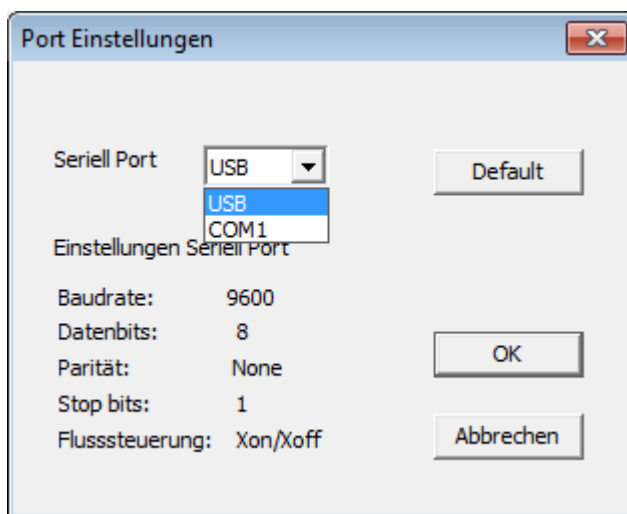 Port Einstellungen
Seriell Port
USB
Default
USB
COM1
Einstellungen Seriell Port
Baudrate: 9600
Datenbits: 8
Parität: None
OK
Stop bits: 1
Flusssteuerung: Xon/Xoff
Abbrechen